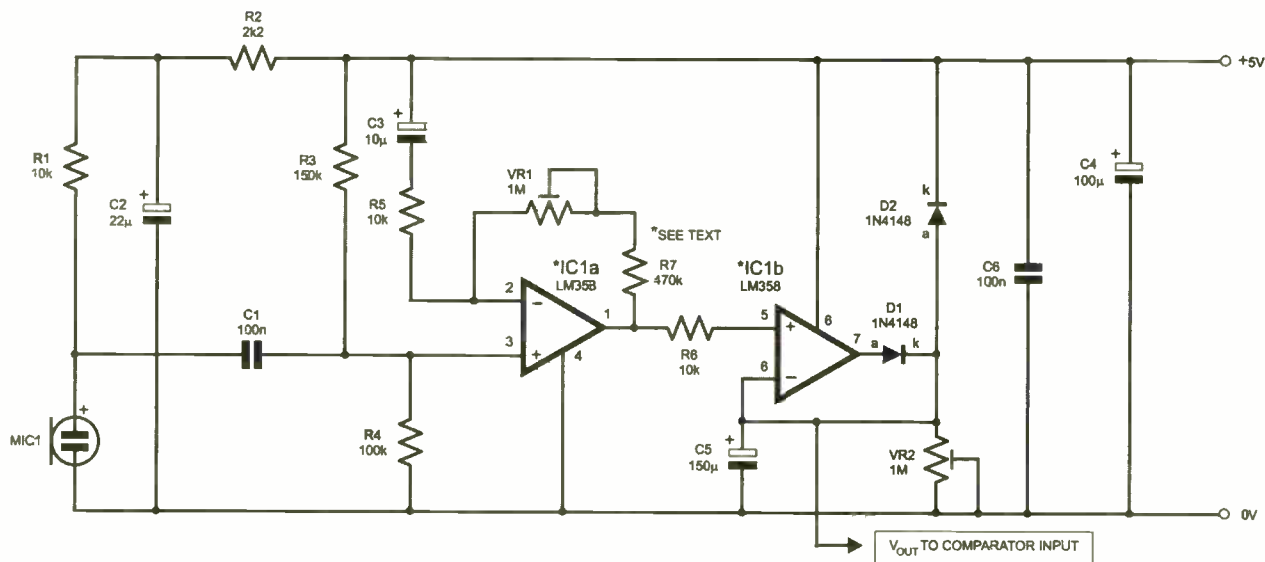 R2
2k2
+5V
C3
10µ
R1
10k
R3
150k
VR1
1M
C4
100µ
C2
22µ
R5
10k
k
D2
1N4148
a
*SEE TEXT
*IC1a
LM358
R7
470k
*IC1b
LM358
C6
100n
C1
100n
2
−
1
5
+
6
D1
1N4148
3
+
4
R6
10k
7
a
k
6
−
+
MIC1
R4
100k
C5
150µ
VR2
1M
0V
VOUT TO COMPARATOR INPUT